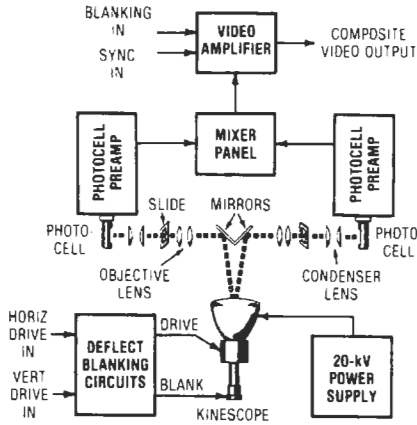 BLANKING
IN
SYNC
IN
VIDEO
AMPLIFIER
COMPOSITE
VIDEO OUTPUT
PHOTOCELL
PREAMP
MIXER
PANEL
PHOTOCELL
PREAMP
SLIDE
MIRRORS
PHOTO-
CELL
PHOTO
CELL
OBJECTIVE
LENS
CONDENSER
LENS
HORIZ
DRIVE
IN
DRIVE
DEFLECT
BLANKING
CIRCUITS
20-kV
POWER
SUPPLY
VERT
DRIVE
IN
BLANK
KINESCOPE